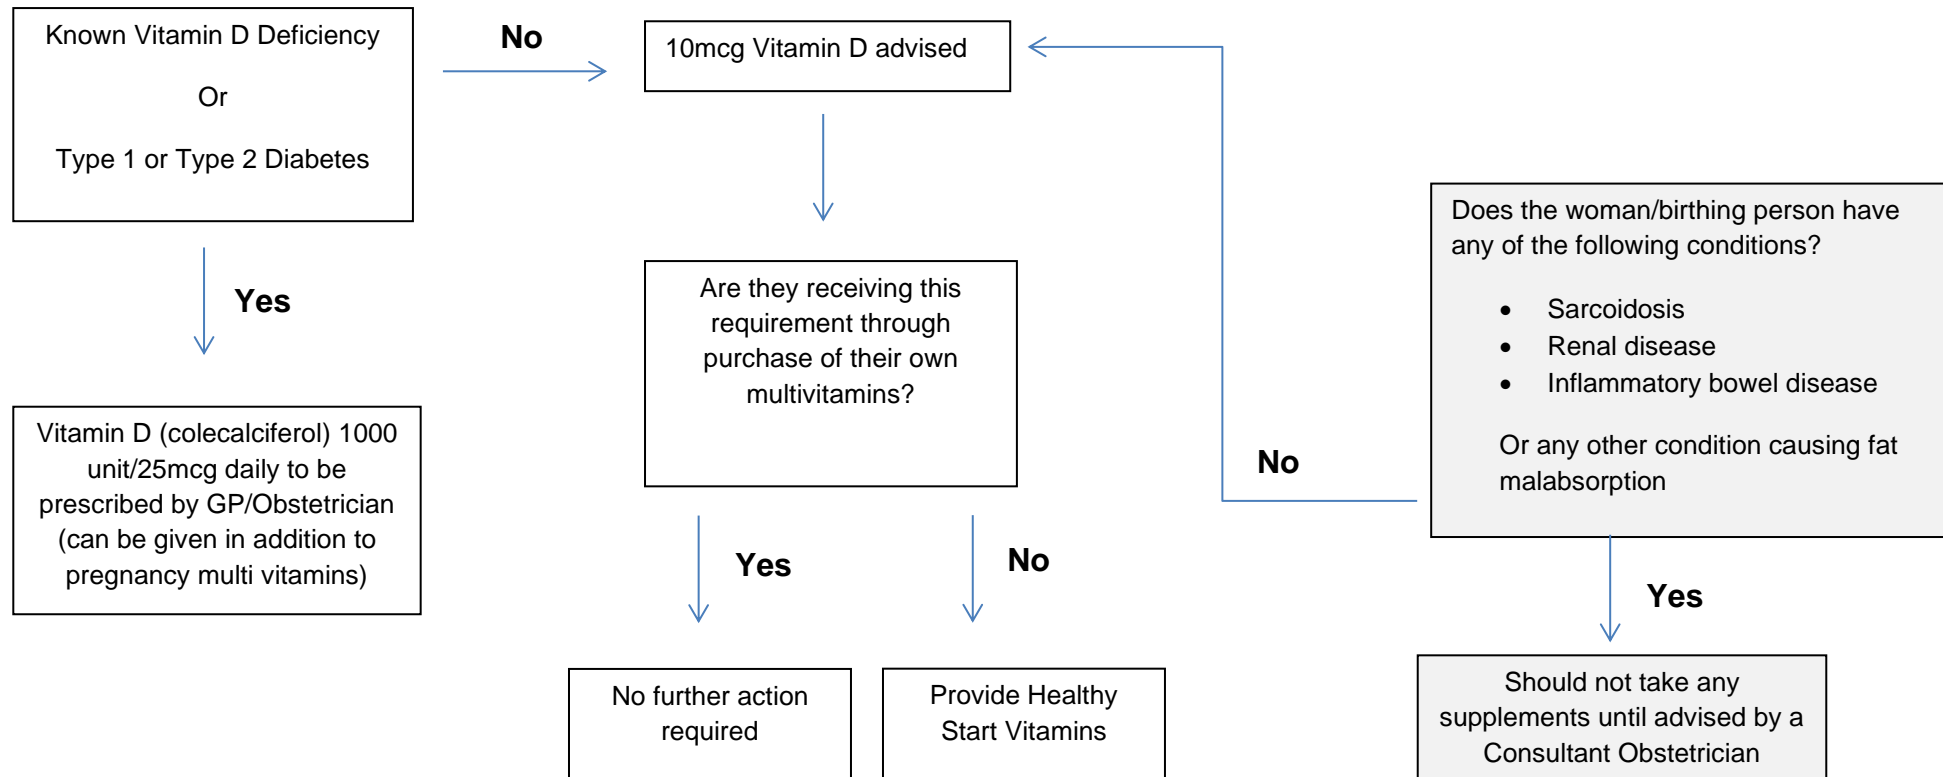 Known Vitamin D Deficiency
Or
Type 1 or Type 2 Diabetes
No
10mcg Vitamin D advised
Yes
Vitamin D (colecalciferol) 1000
unit/25mcg daily to be
prescribed by GP/Obstetrician
(can be given in addition to
pregnancy multi vitamins)
Are they receiving this
requirement through
purchase of their own
multivitamins?
Yes
No
No further action
required
Provide Healthy
Start Vitamins
Does the woman/birthing person have
any of the following conditions?
• Sarcoidosis
• Renal disease
• Inflammatory bowel disease
Or any other condition causing fat
malabsorption
No
Yes
Should not take any
supplements until advised by a
Consultant Obstetrician